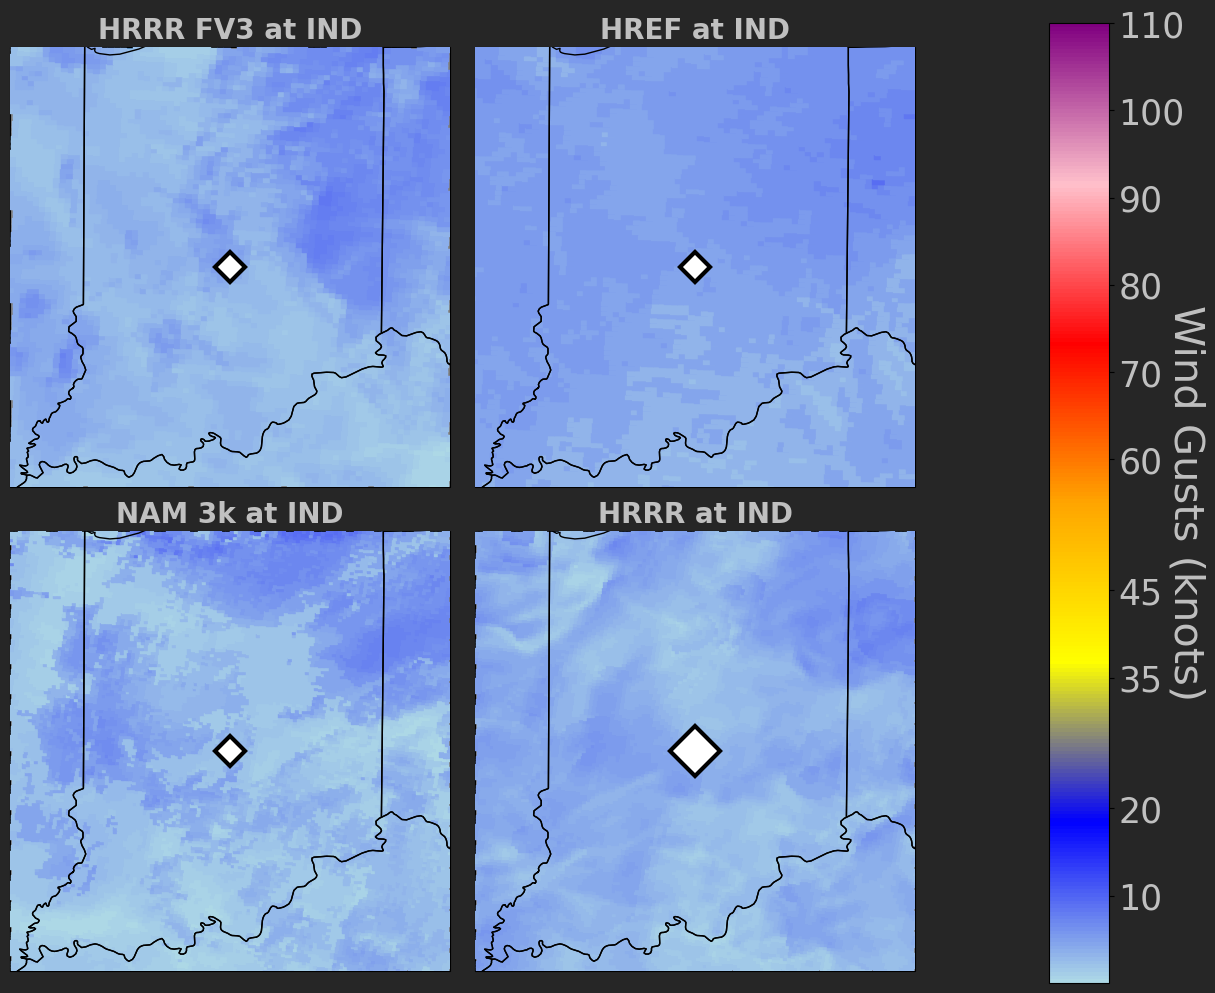 HRRR FV3 at IND
HREF at IND
NAM 3k at IND
HRRR at IND
110
100
90
80
70
60
45
35
20
10
Wind Gusts (knots)